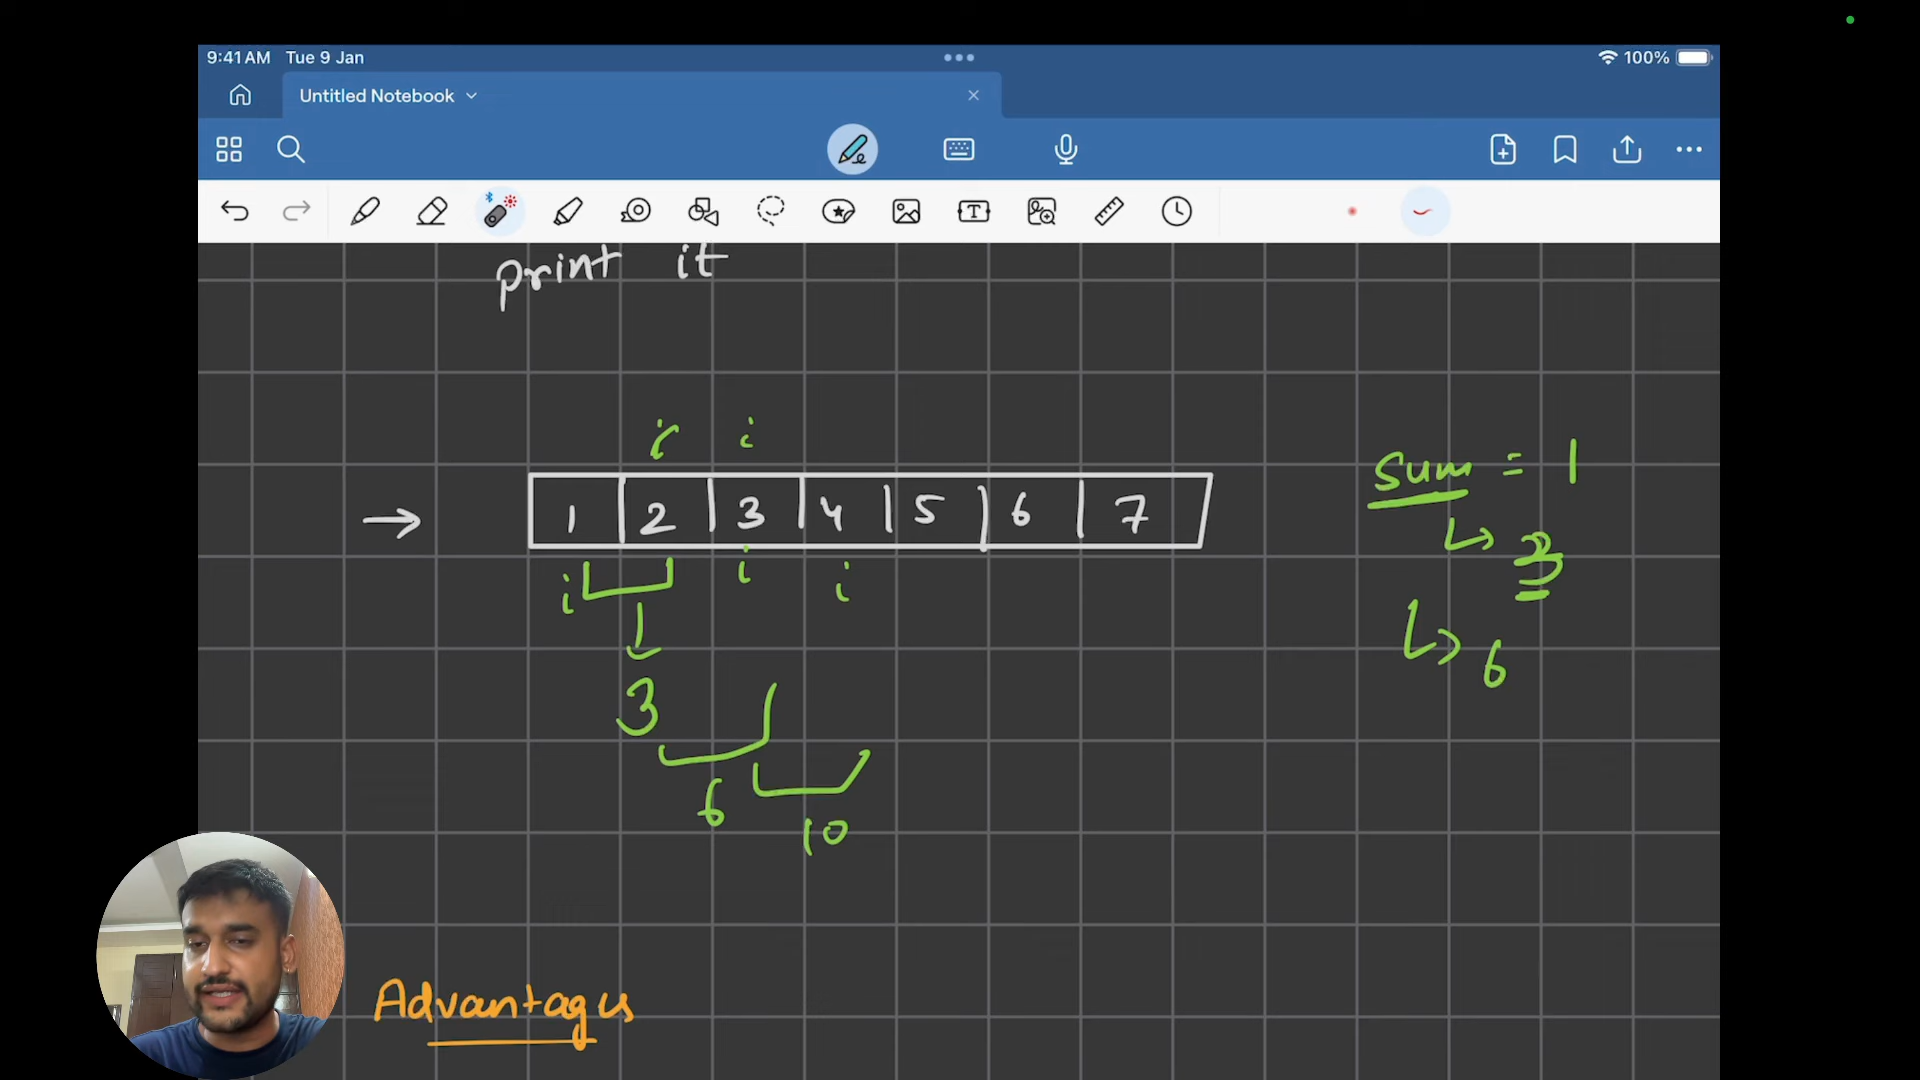 9:41 AM Tue 9 Jan 100%
Untitled Notebook
print it
i i
sum = 1
1 2 3 4 5 6 7
↳ 3
i i i
↳ 6
3
6
10
Advantages